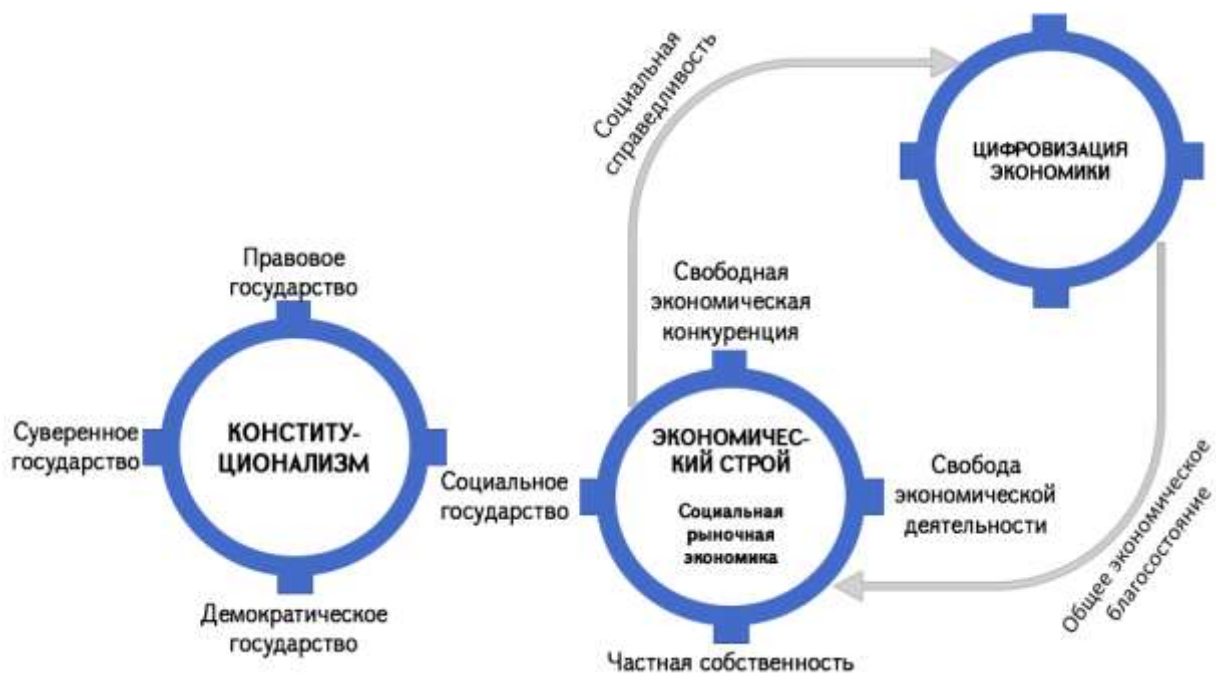 Социальная
справедливость
ЦИФРОВИЗАЦИЯ
ЭКОНОМИКИ
Правовое
государство
Суверенное
государство
КОНСТИТУ-
ЦИОНАЛИЗМ
Социальное
государство
Демократическое
государство
Свободная
экономическая
конкуренция
ЭКОНОМИЧЕС-
КИЙ СТРОЙ
Социальная
рыночная
экономика
Свобода
экономической
деятельности
Частная собственность
Общее экономическое
благосостояние